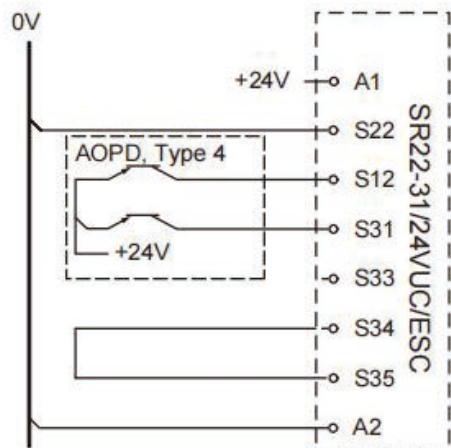 0V
+24V
A1
S22
AOPD, Type 4
S12
S31
+24V
S33
S34
S35
A2
SR22-31/24VUC/ESC